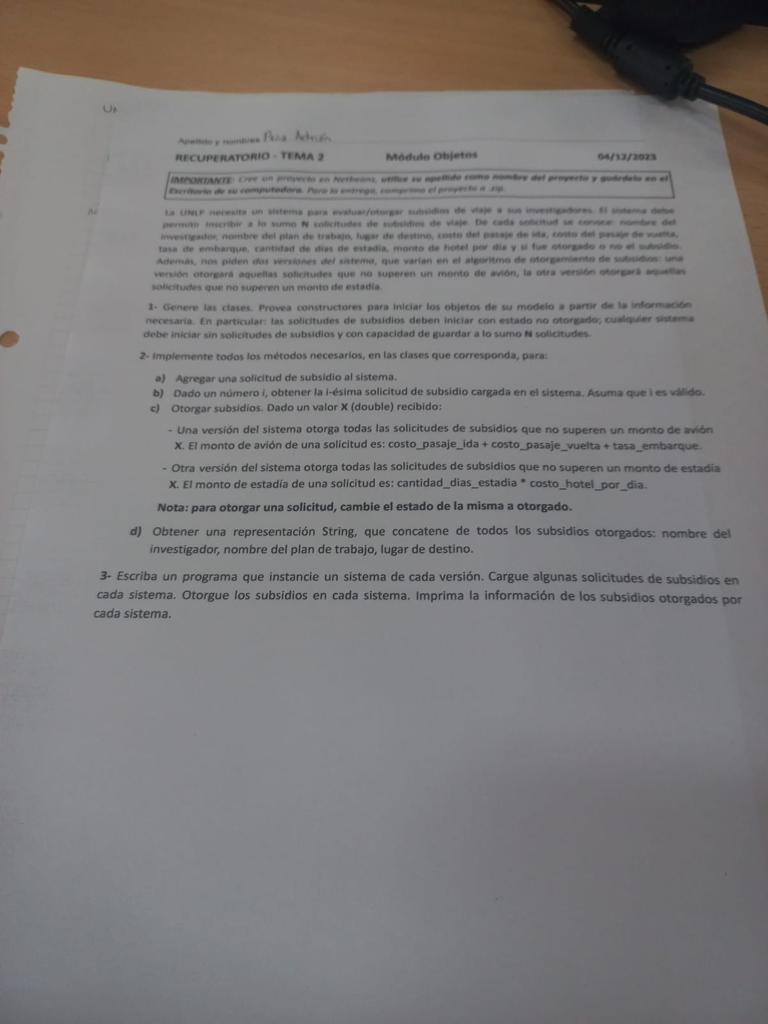 Apellido y nombres
RECUPERATORIO - TEMA 2 Módulo Objetos 04/12/2023
IMPORTANTE: Cree un proyecto en Netbeans, utilice su apellido como nombre del proyecto y guárdelo en el
Escritorio de su computadora. Para la entrega, comprima el proyecto a .zip.
La UNLP necesita un sistema para evaluar/otorgar subsidios de viaje a sus investigadores. El sistema debe
permitir inscribir a lo sumo N solicitudes de subsidios de viaje. De cada solicitud se conoce: nombre del
investigador, nombre del plan de trabajo, lugar de destino, costo del pasaje de ida, costo del pasaje de vuelta,
tasa de embarque, cantidad de días de estadía, monto de hotel por día y si fue otorgado o no el subsidio.
Además, nos piden dos versiones del sistema, que varían en el algoritmo de otorgamiento de subsidios: una
versión otorgará aquellas solicitudes que no superen un monto de avión, la otra versión otorgará aquellas
solicitudes que no superen un monto de estadía.
1- Genere las clases. Provea constructores para iniciar los objetos de su modelo a partir de la información
necesaria. En particular: las solicitudes de subsidios deben iniciar con estado no otorgado; cualquier sistema
debe iniciar sin solicitudes de subsidios y con capacidad de guardar a lo sumo N solicitudes.
2- Implemente todos los métodos necesarios, en las clases que corresponda, para:
a) Agregar una solicitud de subsidio al sistema.
b) Dado un número i, obtener la i-ésima solicitud de subsidio cargada en el sistema. Asuma que i es válido.
c) Otorgar subsidios. Dado un valor X (double) recibido:
- Una versión del sistema otorga todas las solicitudes de subsidios que no superen un monto de avión
X. El monto de avión de una solicitud es: costo_pasaje_ida + costo_pasaje_vuelta + tasa_embarque.
- Otra versión del sistema otorga todas las solicitudes de subsidios que no superen un monto de estadía
X. El monto de estadía de una solicitud es: cantidad_dias_estadia * costo_hotel_por_dia.
Nota: para otorgar una solicitud, cambie el estado de la misma a otorgado.
d) Obtener una representación String, que concatene de todos los subsidios otorgados: nombre del
investigador, nombre del plan de trabajo, lugar de destino.
3- Escriba un programa que instancie un sistema de cada versión. Cargue algunas solicitudes de subsidios en
cada sistema. Otorgue los subsidios en cada sistema. Imprima la información de los subsidios otorgados por
cada sistema.